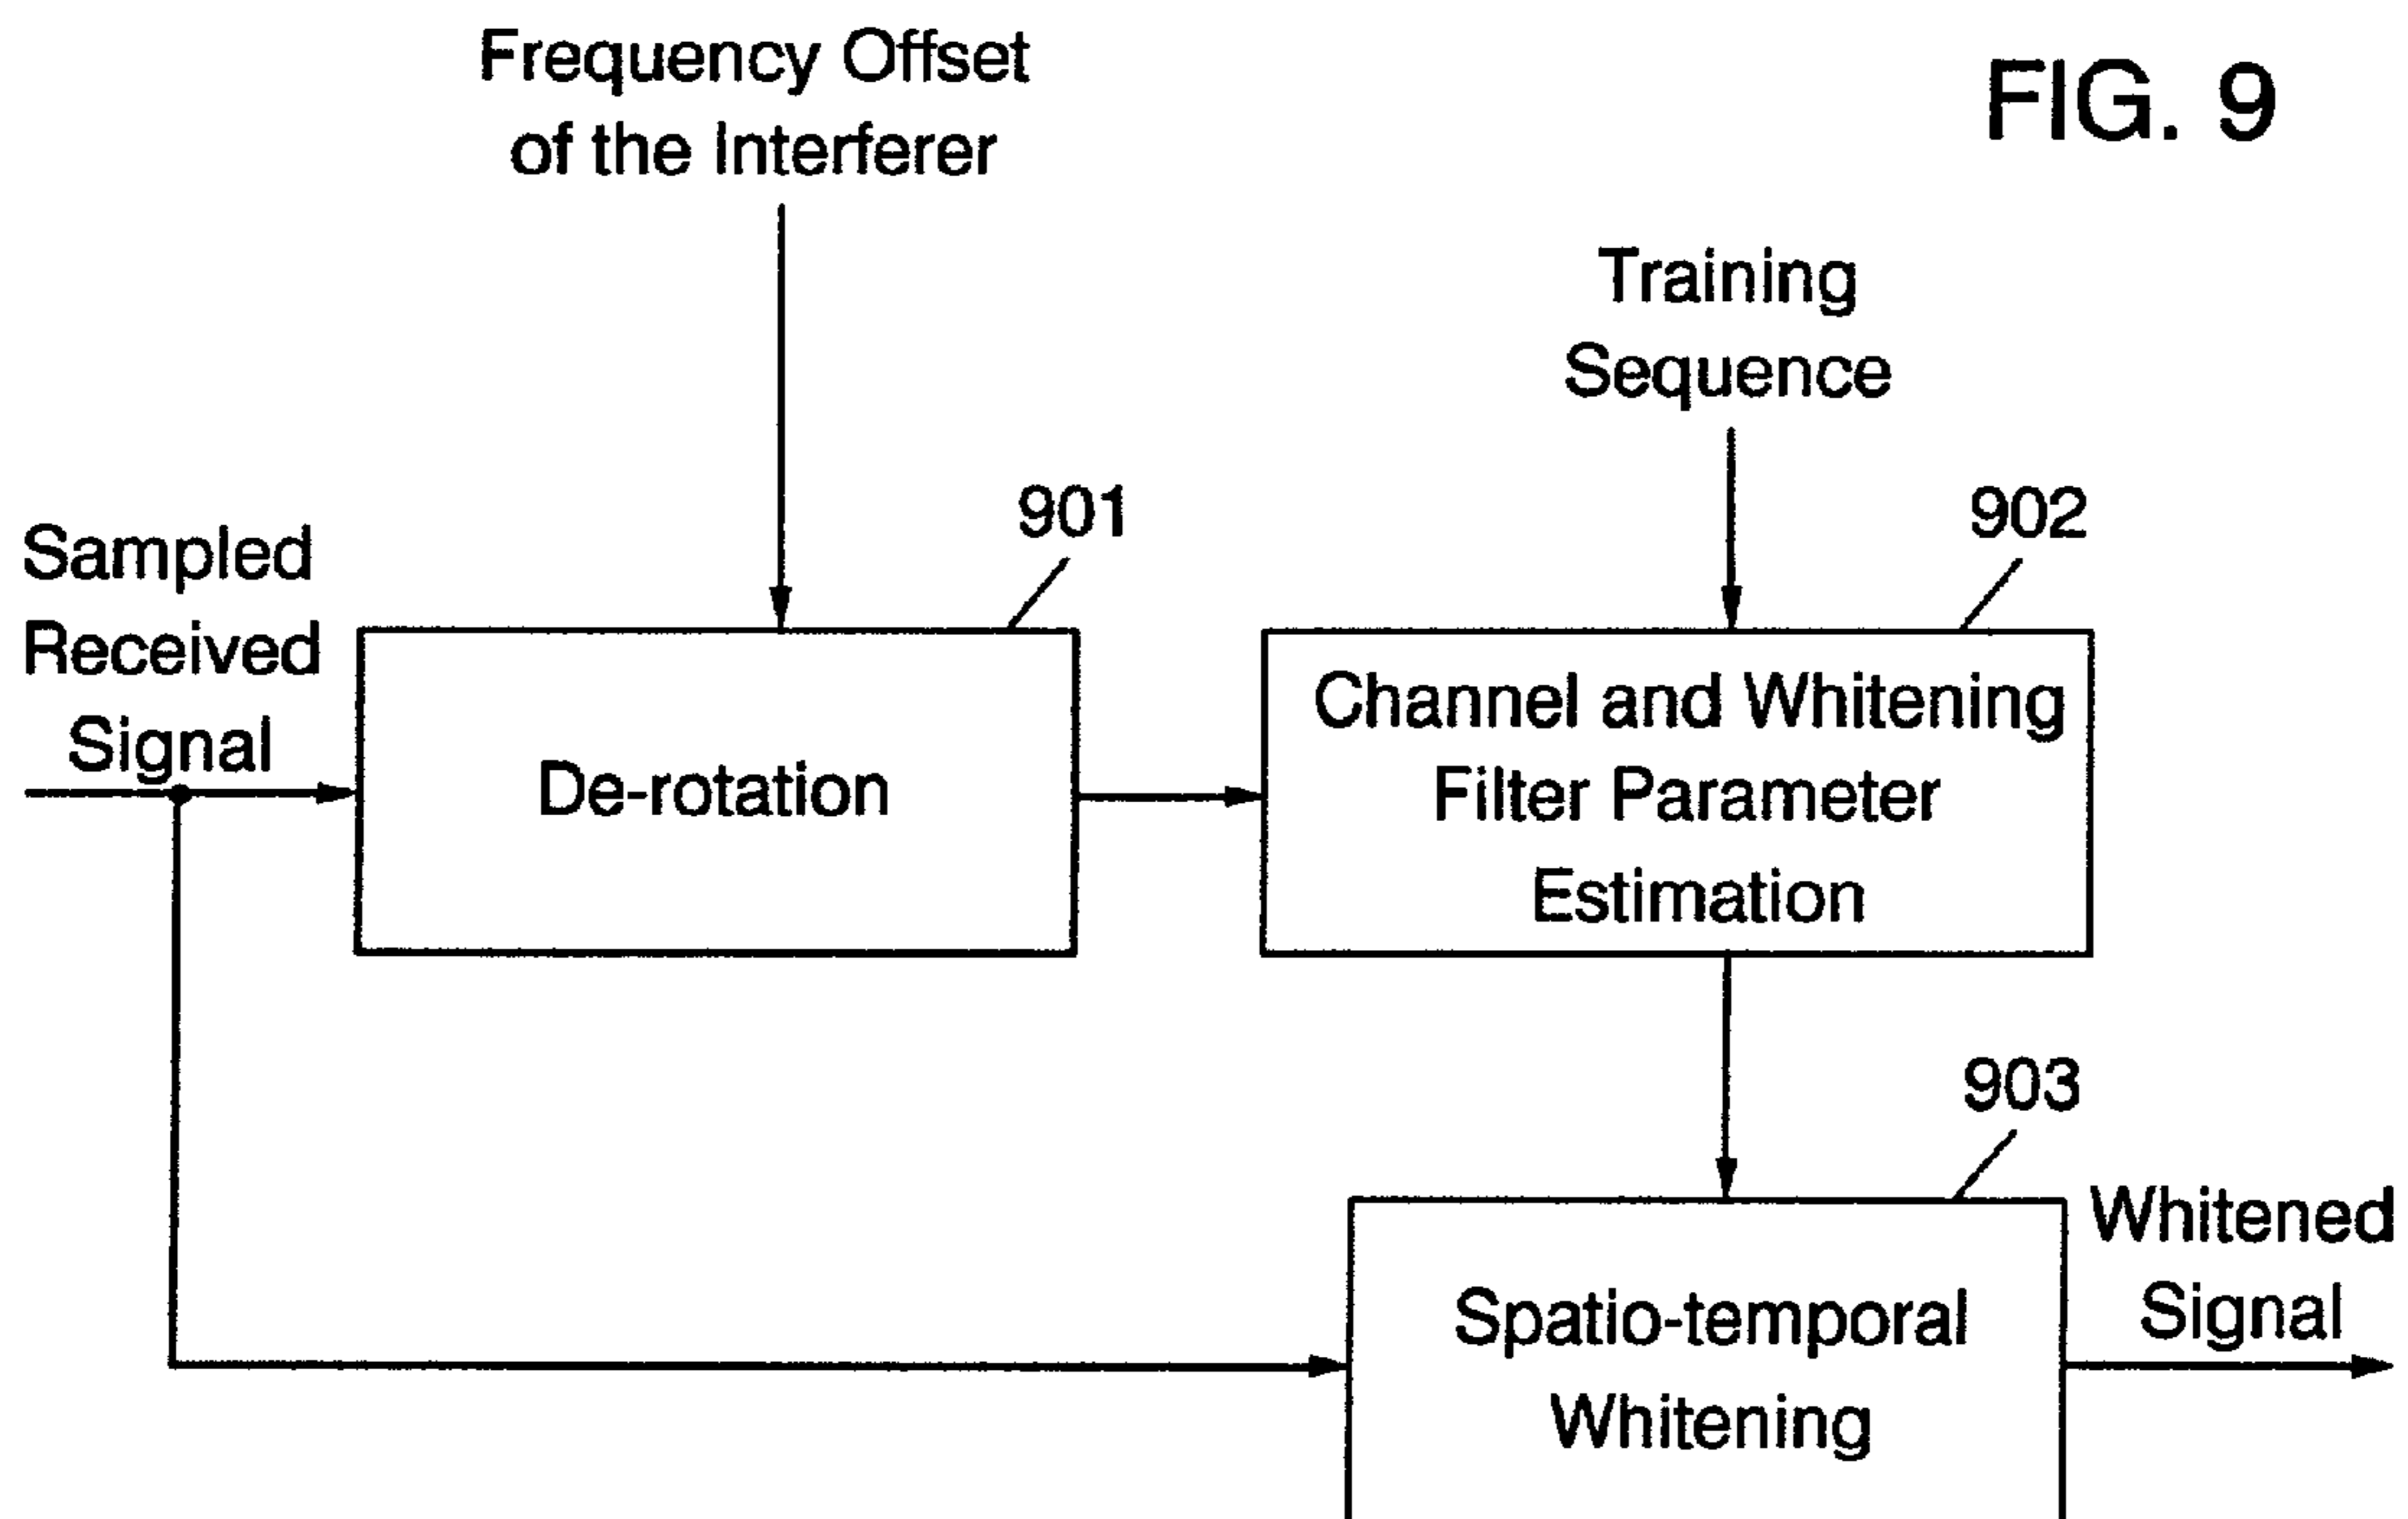 Frequency Offset
of the Interferer
FIG. 9
Training
Sequence
901
902
Sampled
Received
Signal
De-rotation
Channel and Whitening
Filter Parameter
Estimation
903
Spatio-temporal
Whitening
Whitened
Signal